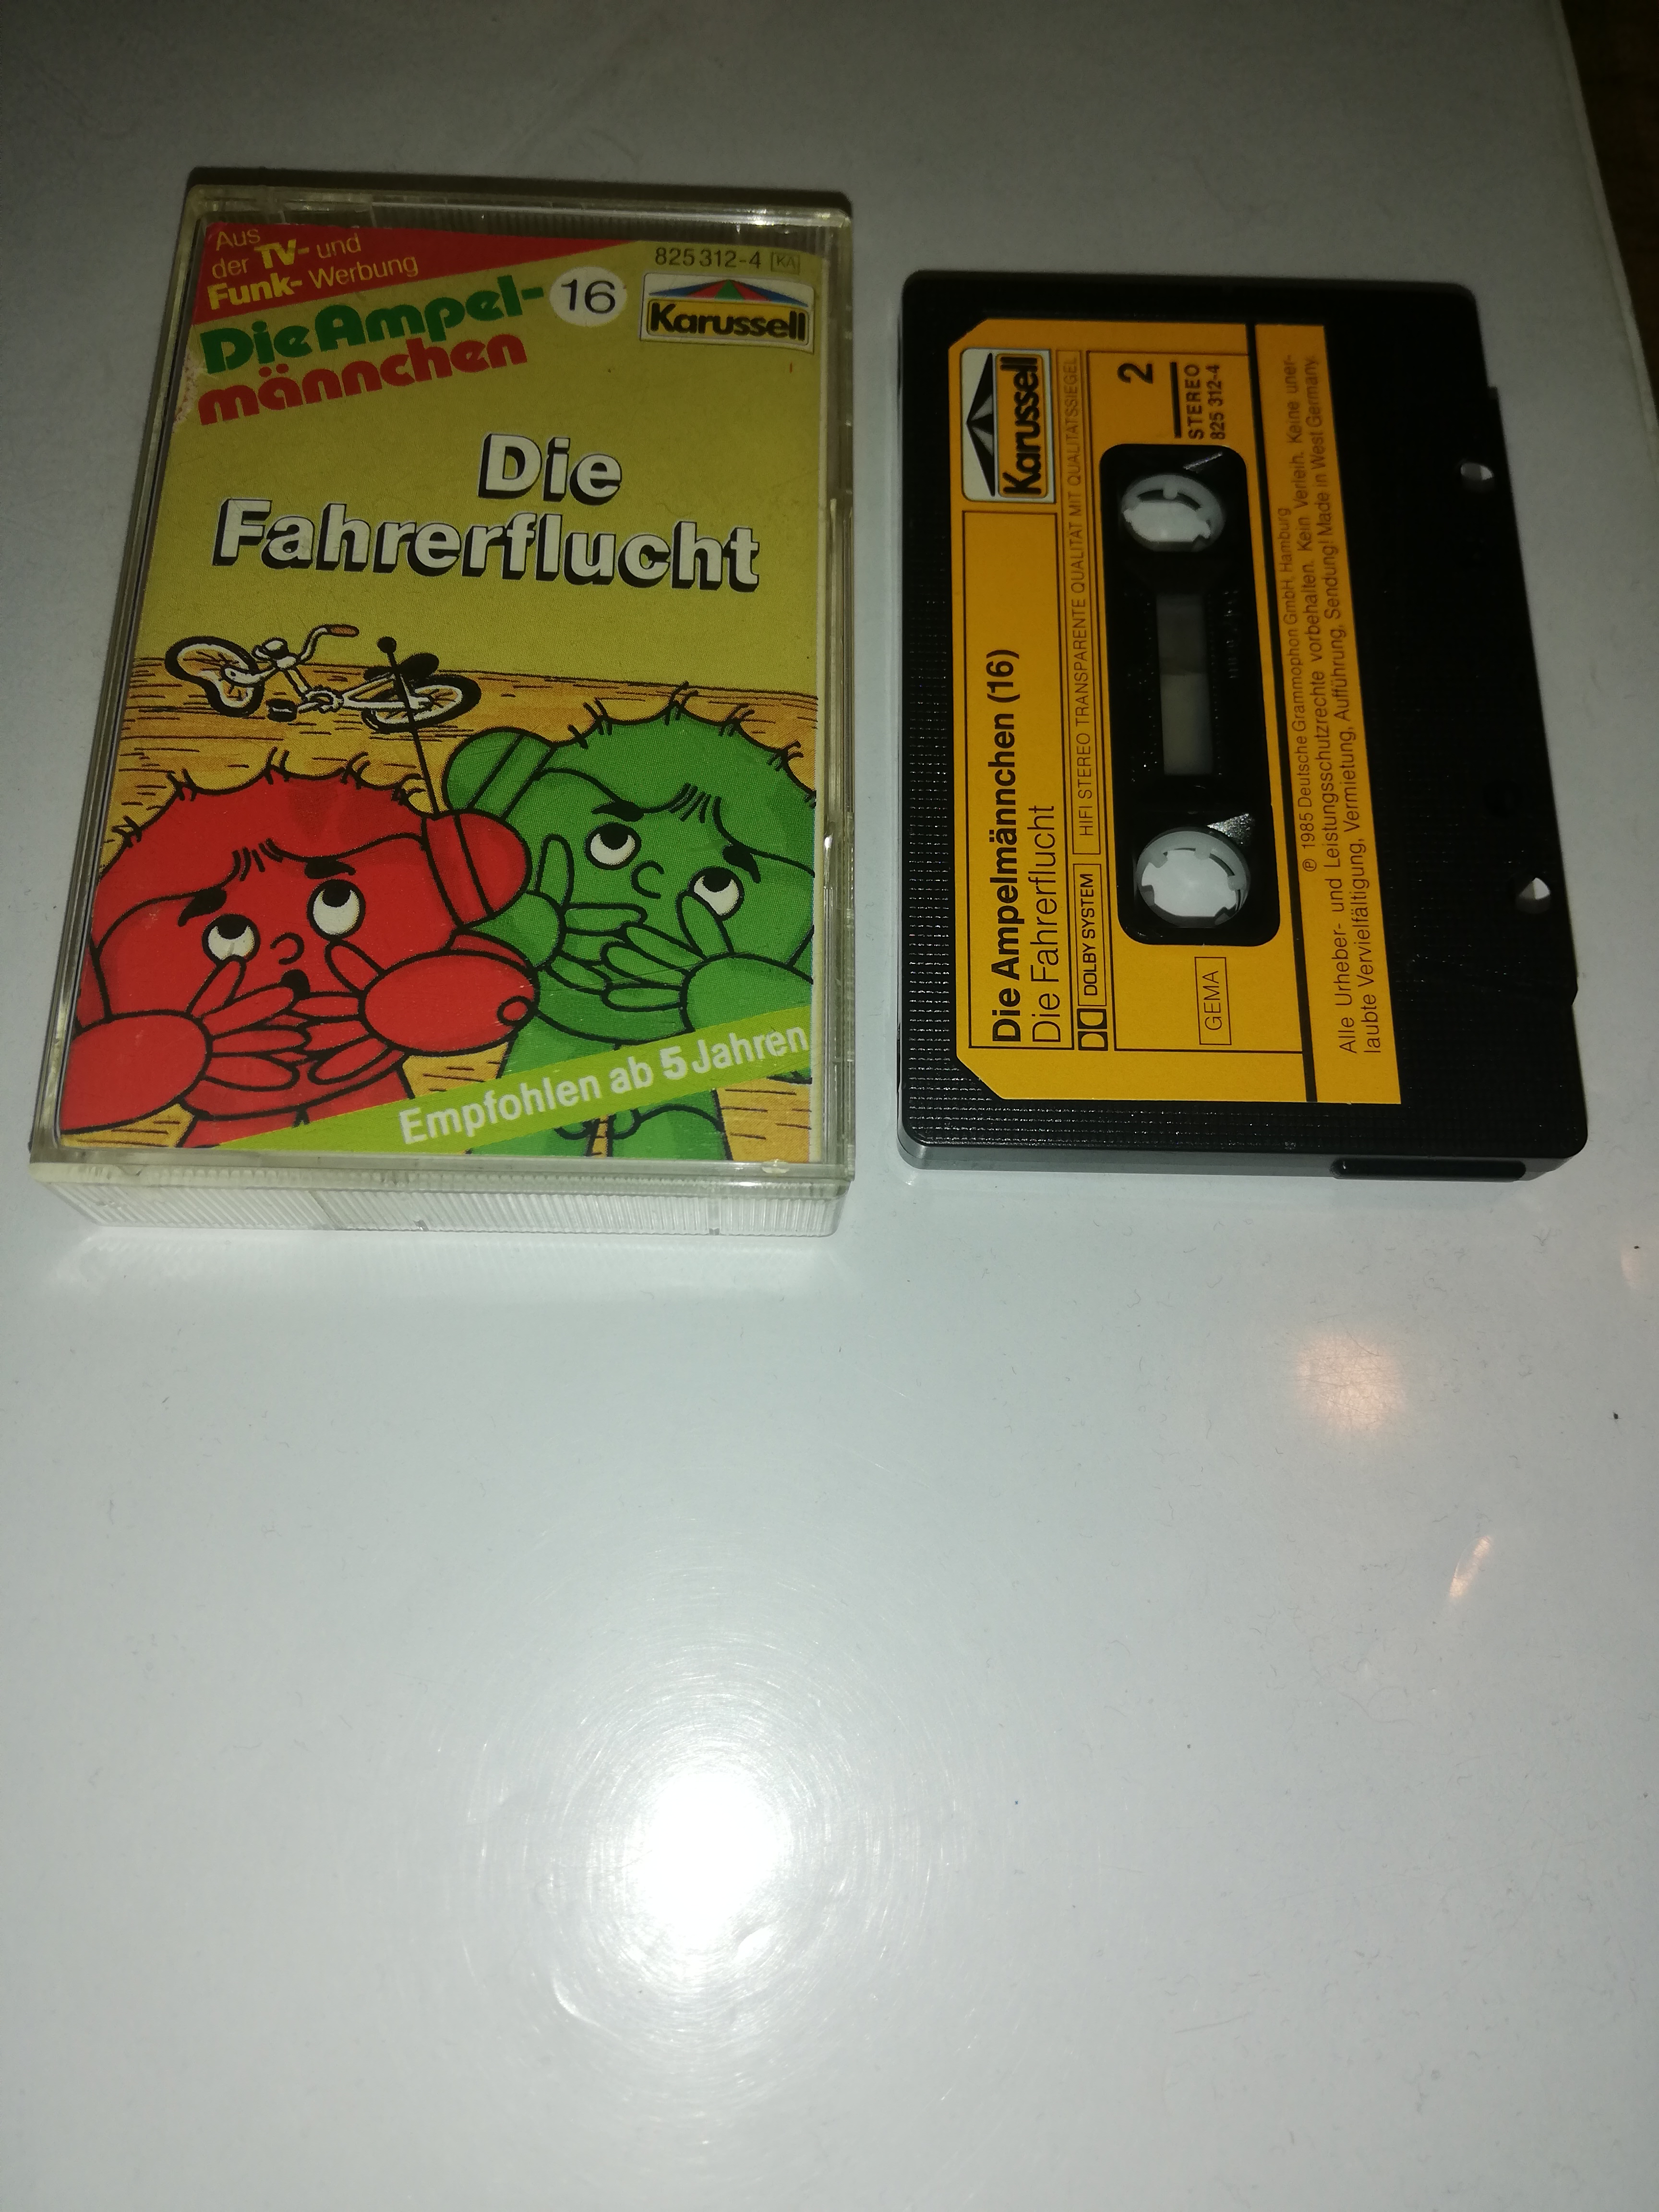 Aus
der TV- und
Funk-Werbung
Die Ampel-
männchen
16
825 312-4 KA
Karussell
Die
Fahrerflucht
Empfohlen ab 5 Jahren
Karussell
Die Ampelmännchen (16)
Die Fahrerflucht
DOLBY SYSTEM HIFI STEREO TRANSPARENTE QUALITÄT MIT QUALITÄTSSIEGEL
2
STEREO
825 312-4
GEMA
℗ 1985 Deutsche Grammophon GmbH, Hamburg
Alle Urheber- und Leistungsschutzrechte vorbehalten. Kein Verleih. Keine uner-
laubte Vervielfältigung, Vermietung, Aufführung, Sendung! Made in West Germany